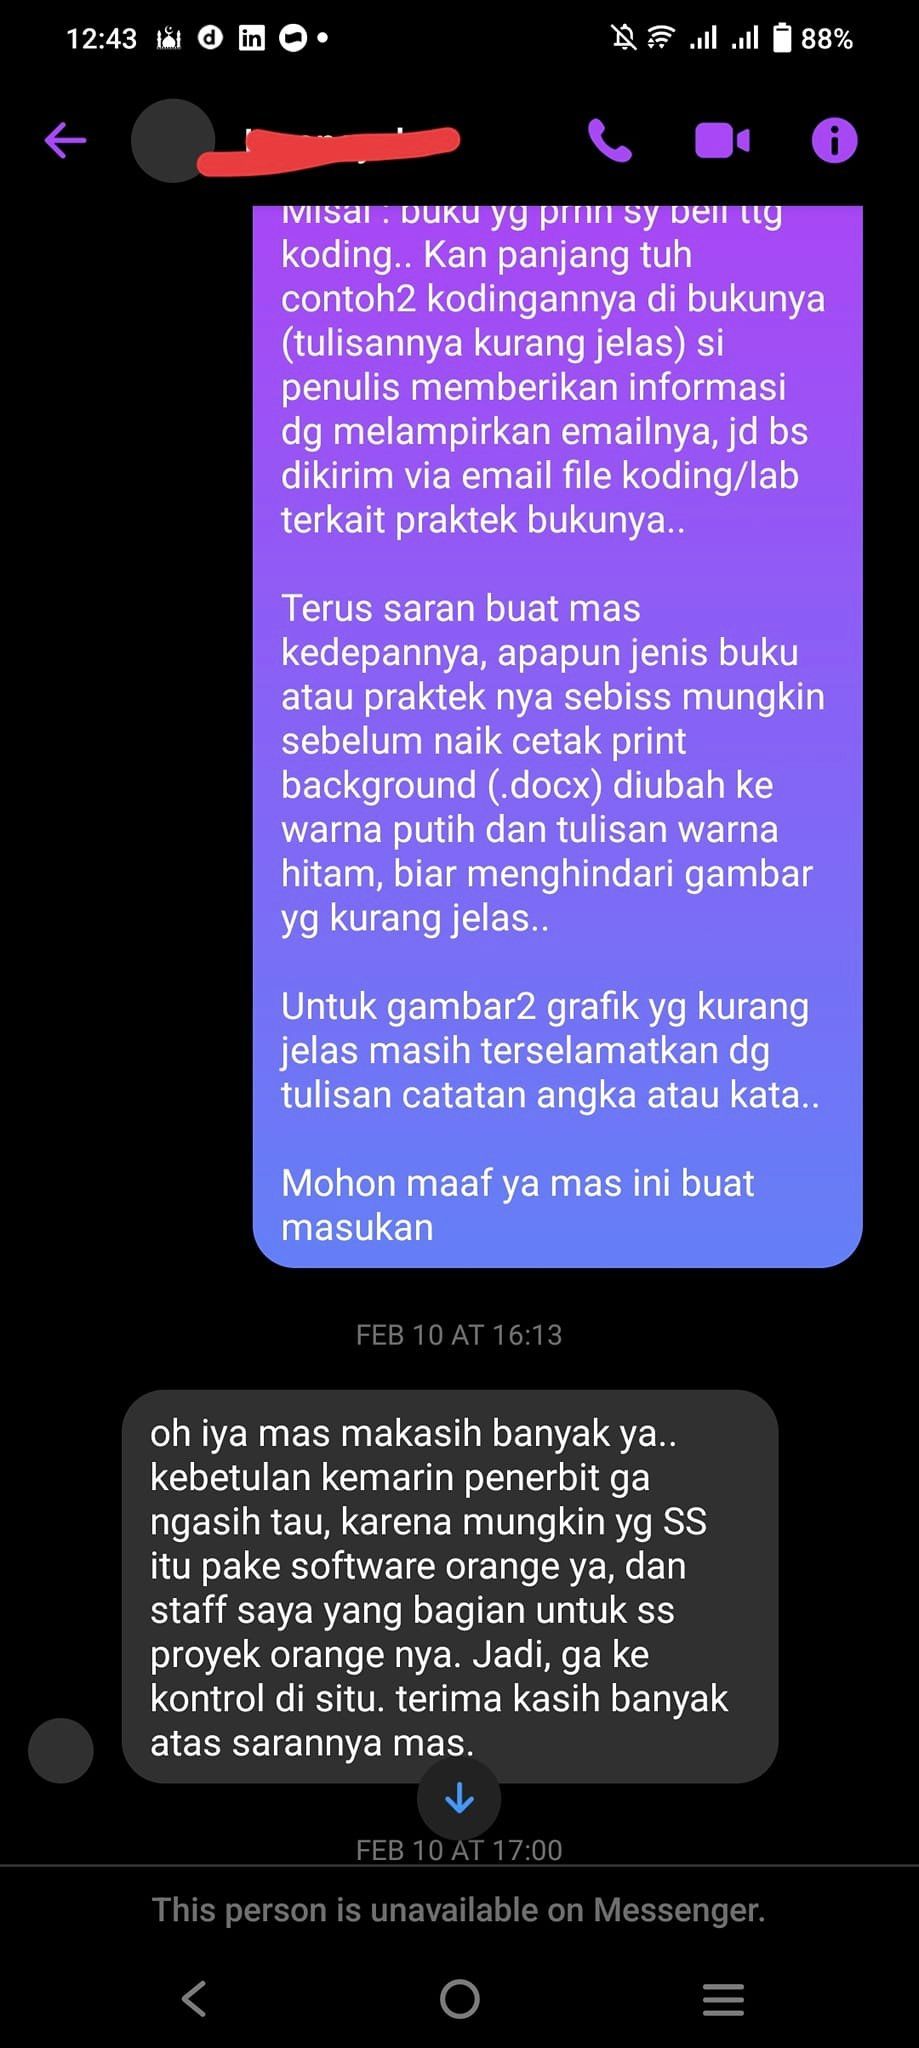 12:43
88%
Misal : buku yg prnh sy beli ttg
koding.. Kan panjang tuh
contoh2 kodingannya di bukunya
(tulisannya kurang jelas) si
penulis memberikan informasi
dg melampirkan emailnya, jd bs
dikirim via email file koding/lab
terkait praktek bukunya..
Terus saran buat mas
kedepannya, apapun jenis buku
atau praktek nya sebiss mungkin
sebelum naik cetak print
background (.docx) diubah ke
warna putih dan tulisan warna
hitam, biar menghindari gambar
yg kurang jelas..
Untuk gambar2 grafik yg kurang
jelas masih terselamatkan dg
tulisan catatan angka atau kata..
Mohon maaf ya mas ini buat
masukan
FEB 10 AT 16:13
oh iya mas makasih banyak ya..
kebetulan kemarin penerbit ga
ngasih tau, karena mungkin yg SS
itu pake software orange ya, dan
staff saya yang bagian untuk ss
proyek orange nya. Jadi, ga ke
kontrol di situ. terima kasih banyak
atas sarannya mas.
FEB 10 AT 17:00
This person is unavailable on Messenger.